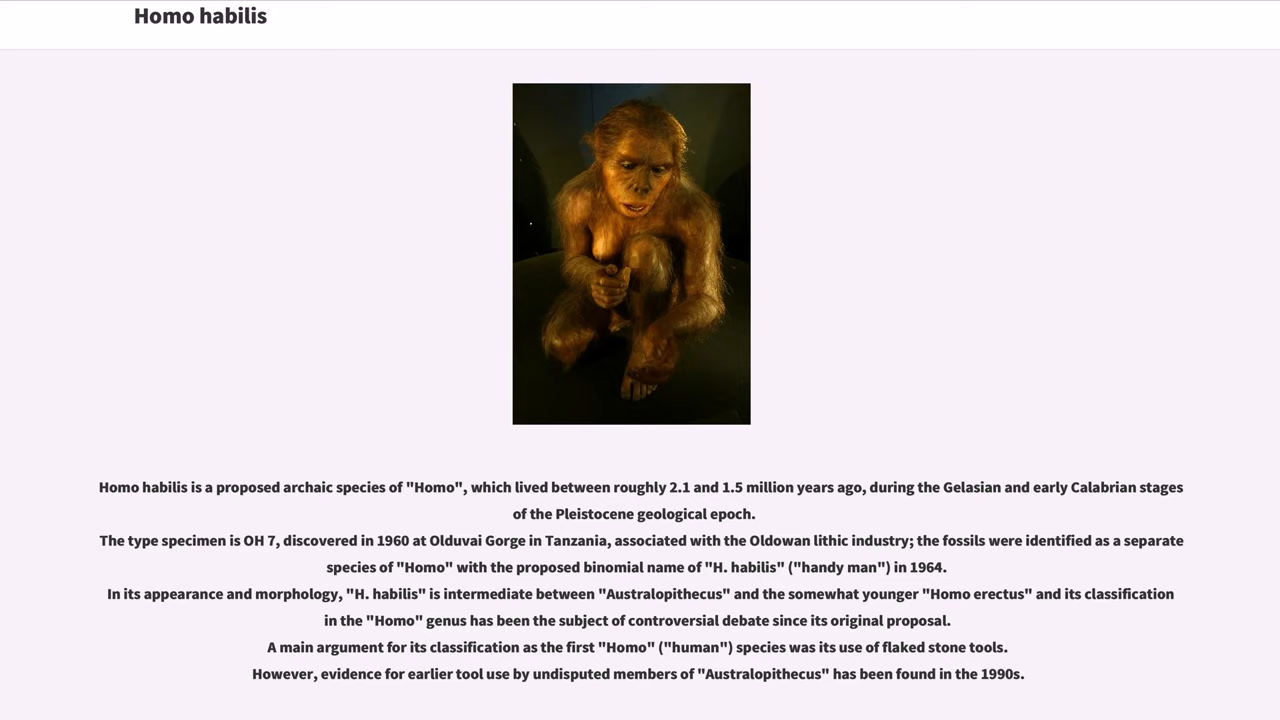 Homo habilis
Homo habilis is a proposed archaic species of "Homo", which lived between roughly 2.1 and 1.5 million years ago, during the Gelasian and early Calabrian stages
of the Pleistocene geological epoch.
The type specimen is OH 7, discovered in 1960 at Olduvai Gorge in Tanzania, associated with the Oldowan lithic industry; the fossils were identified as a separate
species of "Homo" with the proposed binomial name of "H. habilis" ("handy man") in 1964.
In its appearance and morphology, "H. habilis" is intermediate between "Australopithecus" and the somewhat younger "Homo erectus" and its classification
in the "Homo" genus has been the subject of controversial debate since its original proposal.
A main argument for its classification as the first "Homo" ("human") species was its use of flaked stone tools.
However, evidence for earlier tool use by undisputed members of "Australopithecus" has been found in the 1990s.